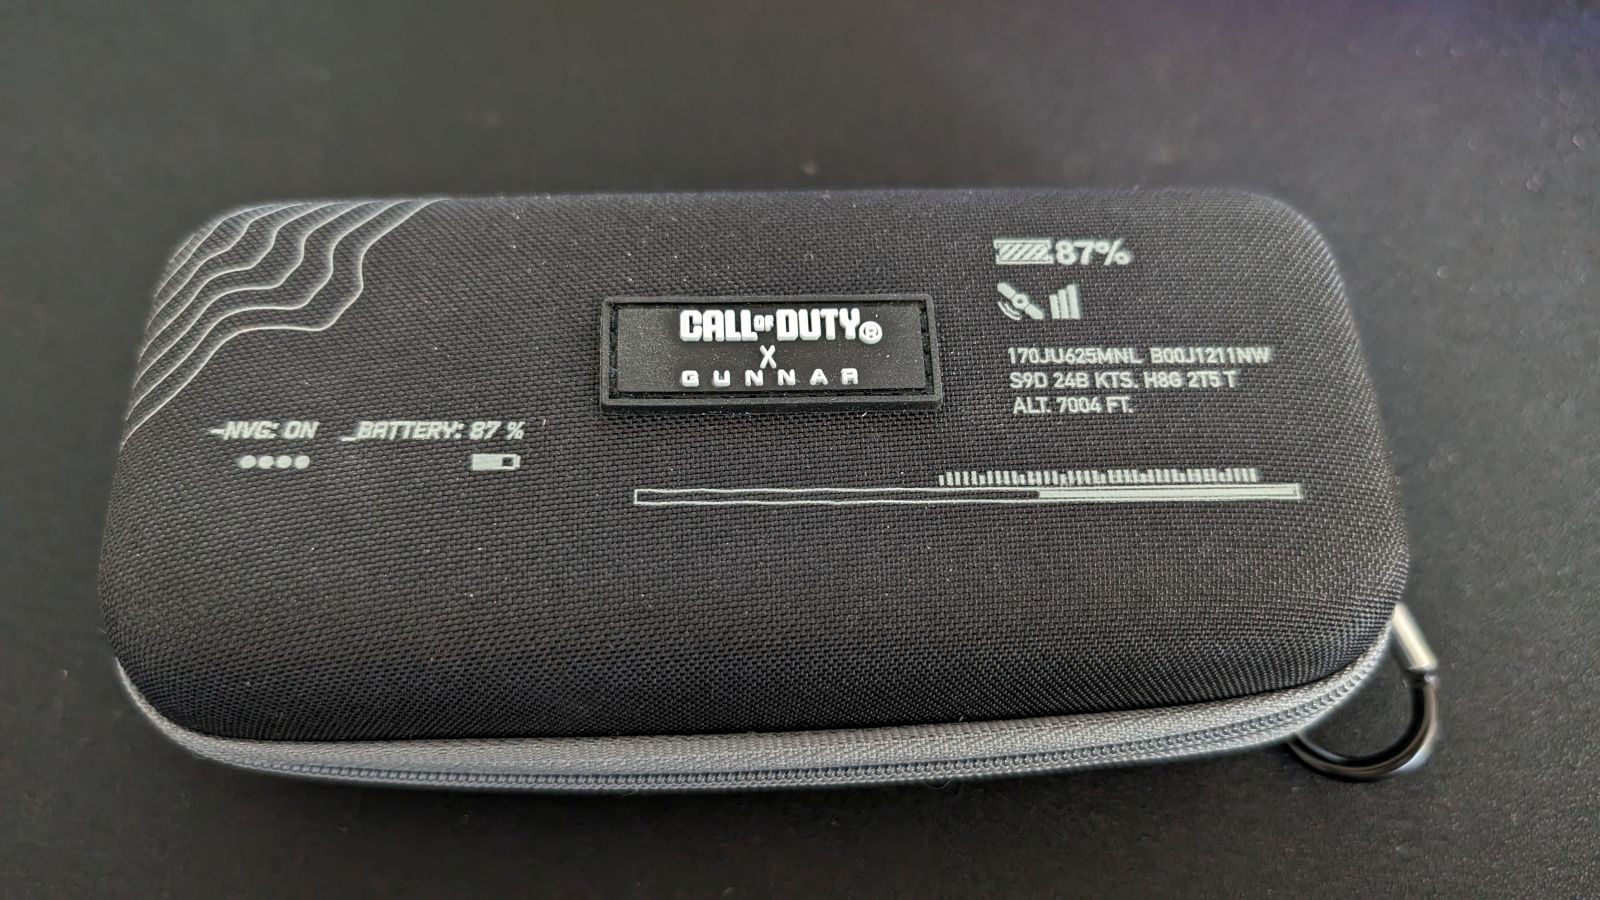 CALL OF DUTY®
X
GUNNAR
87%
170JU625MNL B00J1211NW
S9D 24B KTS. H8G 2T5 T
ALT. 7004 FT.
–NVG: ON _BATTERY: 87 %